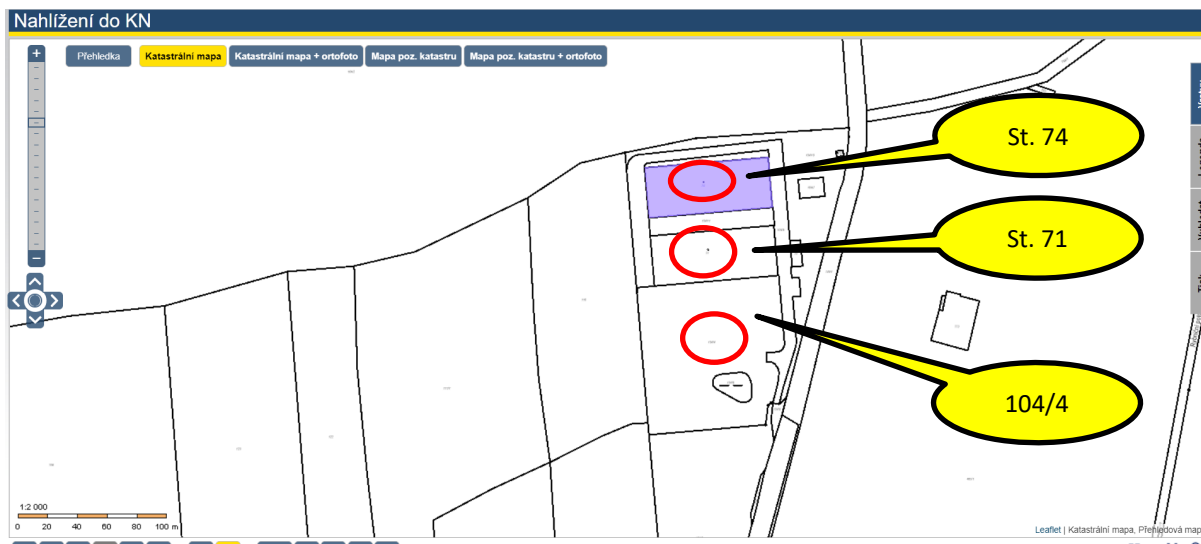 Nahlížení do KN
Přehledka
Katastrální mapa
Katastrální mapa + ortofoto
Mapa poz. katastru
Mapa poz. katastru + ortofoto
St. 74
St. 71
104/4
1:2 000
0 20 40 60 80 100 m
Leaflet | Katastrální mapa, Přehledová map